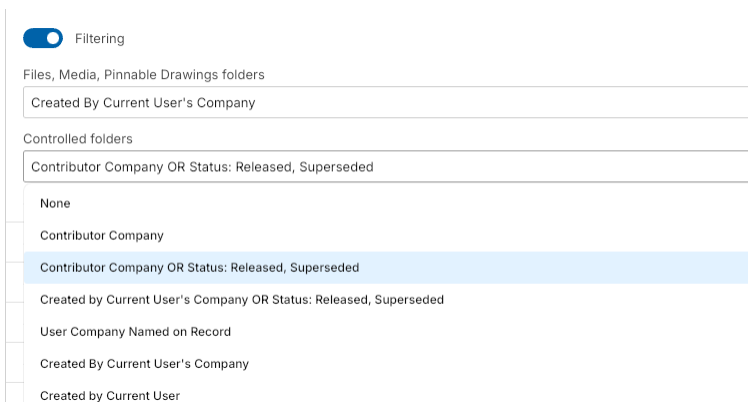 Filtering
Files, Media, Pinnable Drawings folders
Created By Current User's Company
Controlled folders
Contributor Company OR Status: Released, Superseded
None
Contributor Company
Contributor Company OR Status: Released, Superseded
Created by Current User's Company OR Status: Released, Superseded
User Company Named on Record
Created By Current User's Company
Created by Current User